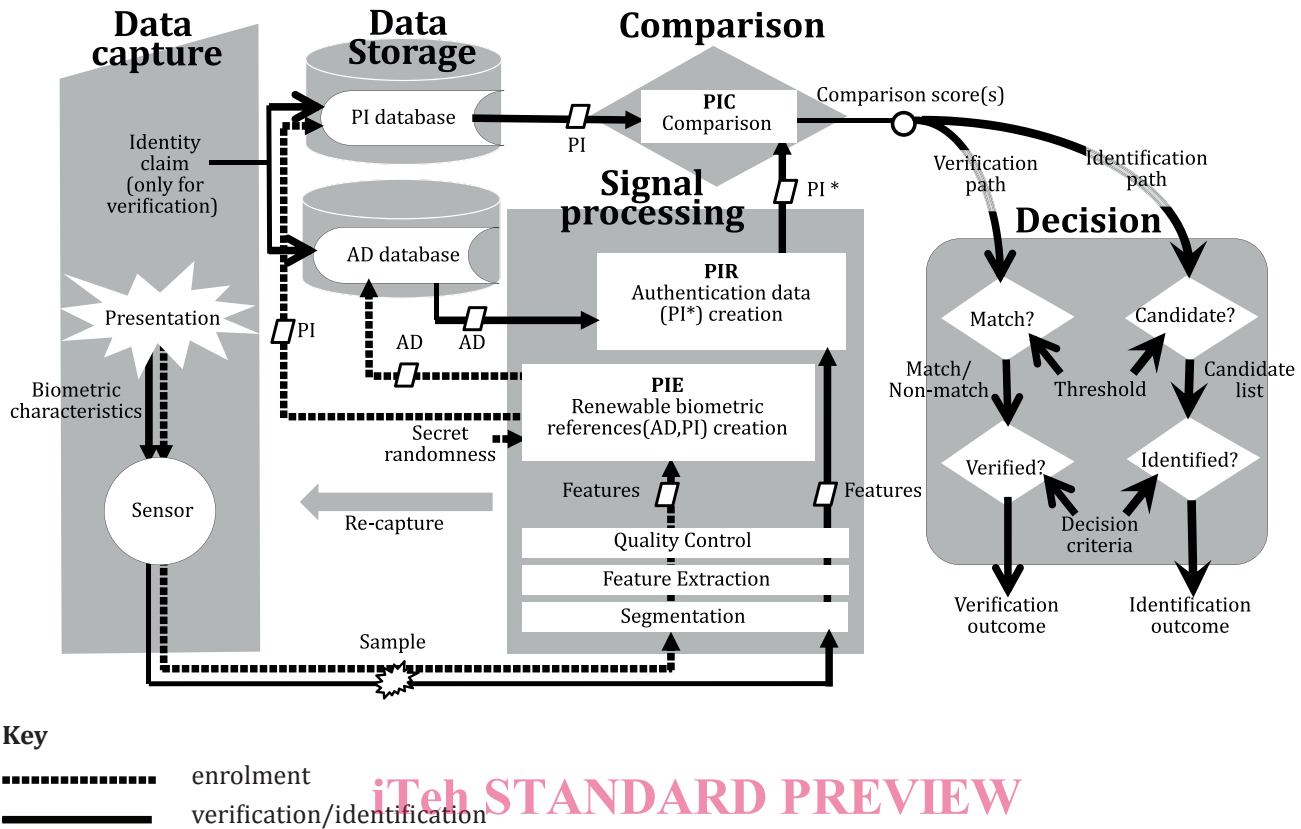 Data
capture
Data
Storage
Comparison
PI database
PI
PIC
Comparison
Comparison score(s)
Identity
claim
(only for
verification)
Verification
path
Identification
path
Signal
processing
PI *
Decision
AD database
PIR
Authentication data
(PI*) creation
Presentation
PI
AD
AD
Match?
Candidate?
Biometric
characteristics
PIE
Renewable biometric
references(AD,PI) creation
Match/
Non-match
Threshold
Candidate
list
Secret
randomness
Verified?
Identified?
Sensor
Features
Features
Re-capture
Decision
criteria
Quality Control
Feature Extraction
Segmentation
Verification
outcome
Identification
outcome
Sample
Key
enrolment
verification/identification
iTeh STANDARD PREVIEW